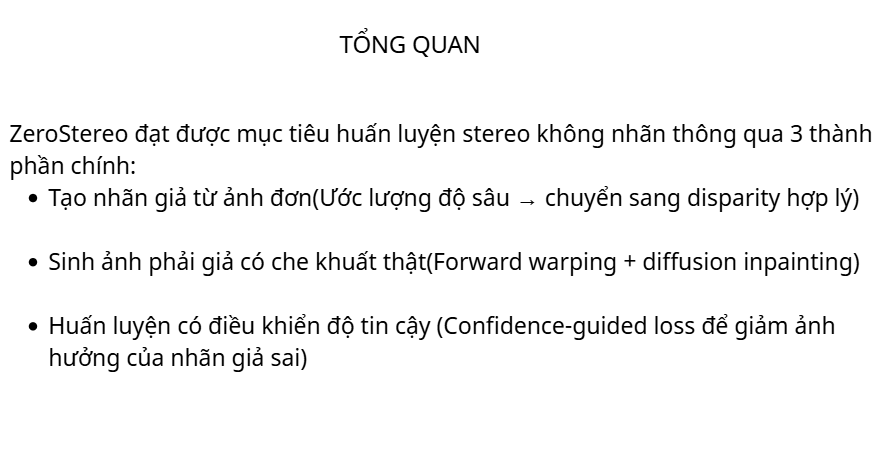 TỔNG QUAN
ZeroStereo đạt được mục tiêu huấn luyện stereo không nhãn thông qua 3 thành
phần chính:
• Tạo nhãn giả từ ảnh đơn(Ước lượng độ sâu → chuyển sang disparity hợp lý)
• Sinh ảnh phải giả có che khuất thật(Forward warping + diffusion inpainting)
• Huấn luyện có điều khiển độ tin cậy (Confidence-guided loss để giảm ảnh
hưởng của nhãn giả sai)